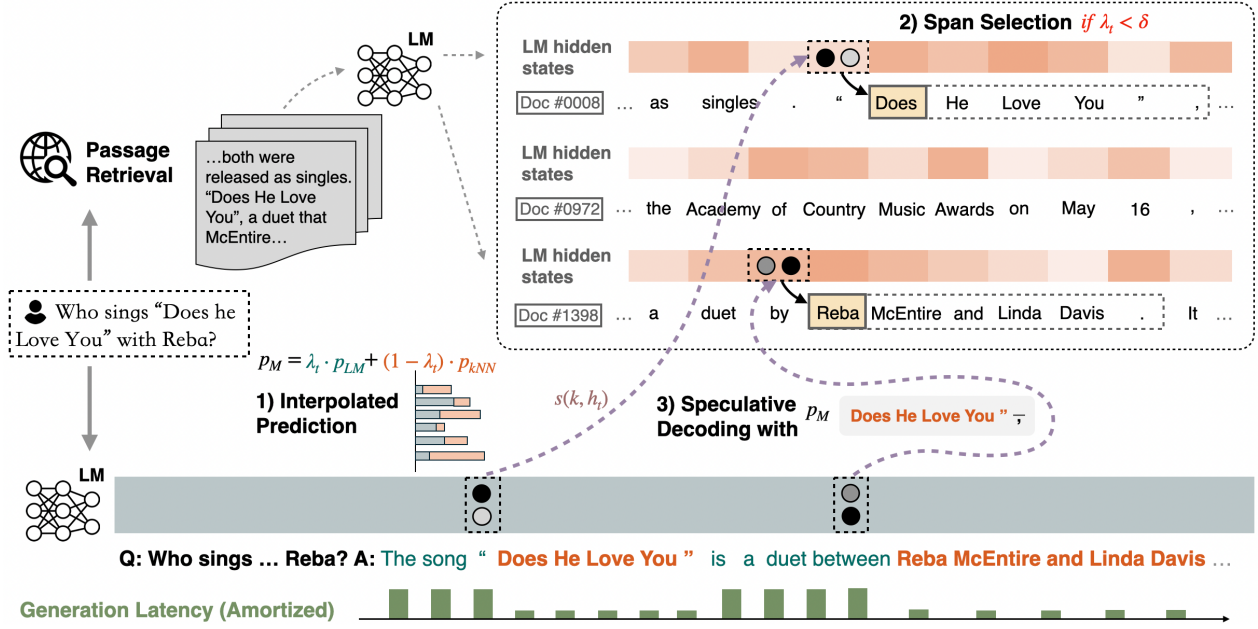 2) Span Selection if λt < δ
LM
LM hidden
states
Doc #0008 … as singles . “ Does He Love You ” , …
Passage
Retrieval
…both were
released as singles.
“Does He Love
You”, a duet that
McEntire…
LM hidden
states
Doc #0972 … the Academy of Country Music Awards on May 16 , …
LM hidden
states
Doc #1398 … a duet by Reba McEntire and Linda Davis . It …
Who sings “Does he
Love You” with Reba?
pM = λt · pLM + (1 − λt) · pkNN
1) Interpolated
Prediction
s(k, ht)
3) Speculative
Decoding with pM
Does He Love You ” ,
LM
Q: Who sings … Reba? A: The song “ Does He Love You ” is a duet between Reba McEntire and Linda Davis …
Generation Latency (Amortized)